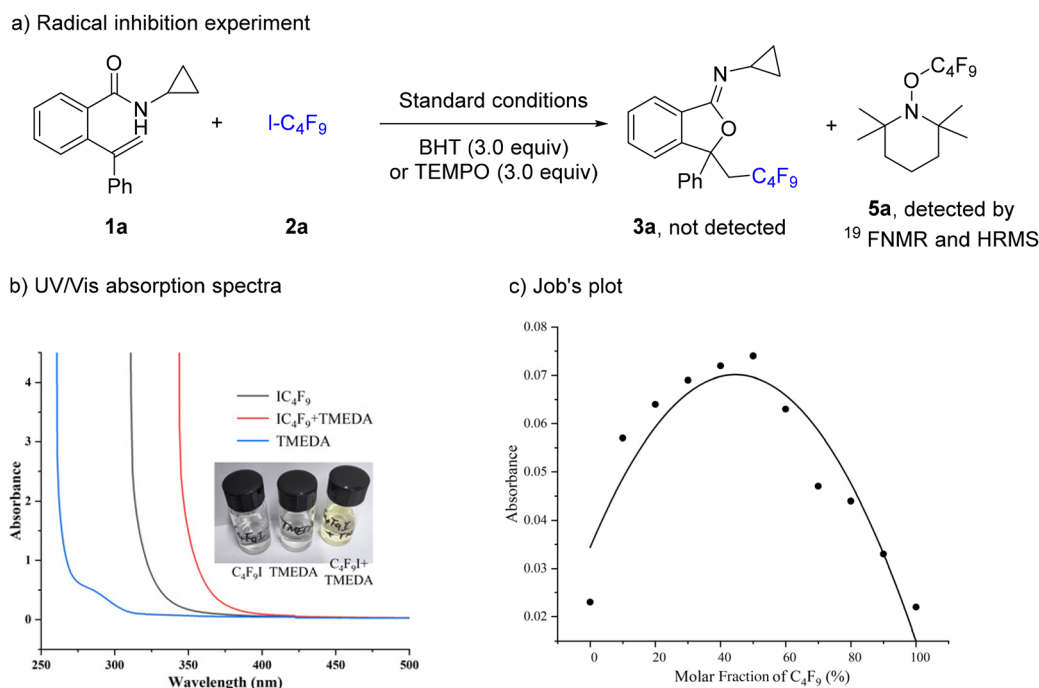 a) Radical inhibition experiment
O
N
H
Ph
1a
+
I-C4F9
2a
Standard conditions
BHT (3.0 equiv)
or TEMPO (3.0 equiv)
N
O
Ph
C4F9
3a, not detected
+
O
C4F9
N
5a, detected by
19 FNMR and HRMS
b) UV/Vis absorption spectra
Absorbance
4
3
2
1
0
250 300 350 400 450 500
Wavelength (nm)
IC4F9
IC4F9+TMEDA
TMEDA
C4F9I TMEDA C4F9I+
TMEDA
c) Job's plot
Absorbance
0.08
0.07
0.06
0.05
0.04
0.03
0.02
0 20 40 60 80 100
Molar Fraction of C4F9 (%)